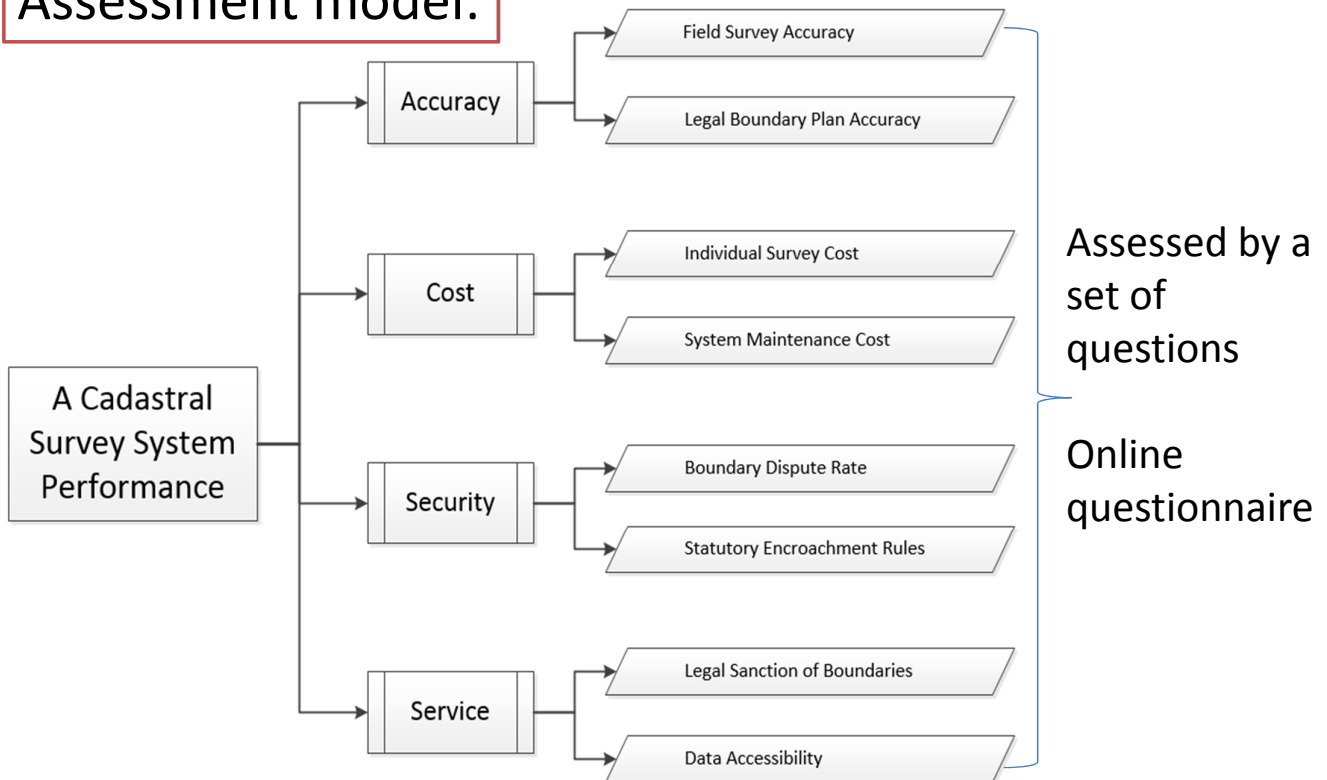 Assessment model:
Field Survey Accuracy
Accuracy
Legal Boundary Plan Accuracy
Individual Survey Cost
Cost
System Maintenance Cost
A Cadastral
Survey System
Performance
Boundary Dispute Rate
Security
Statutory Encroachment Rules
Legal Sanction of Boundaries
Service
Data Accessibility
Assessed by a
set of
questions
Online
questionnaire